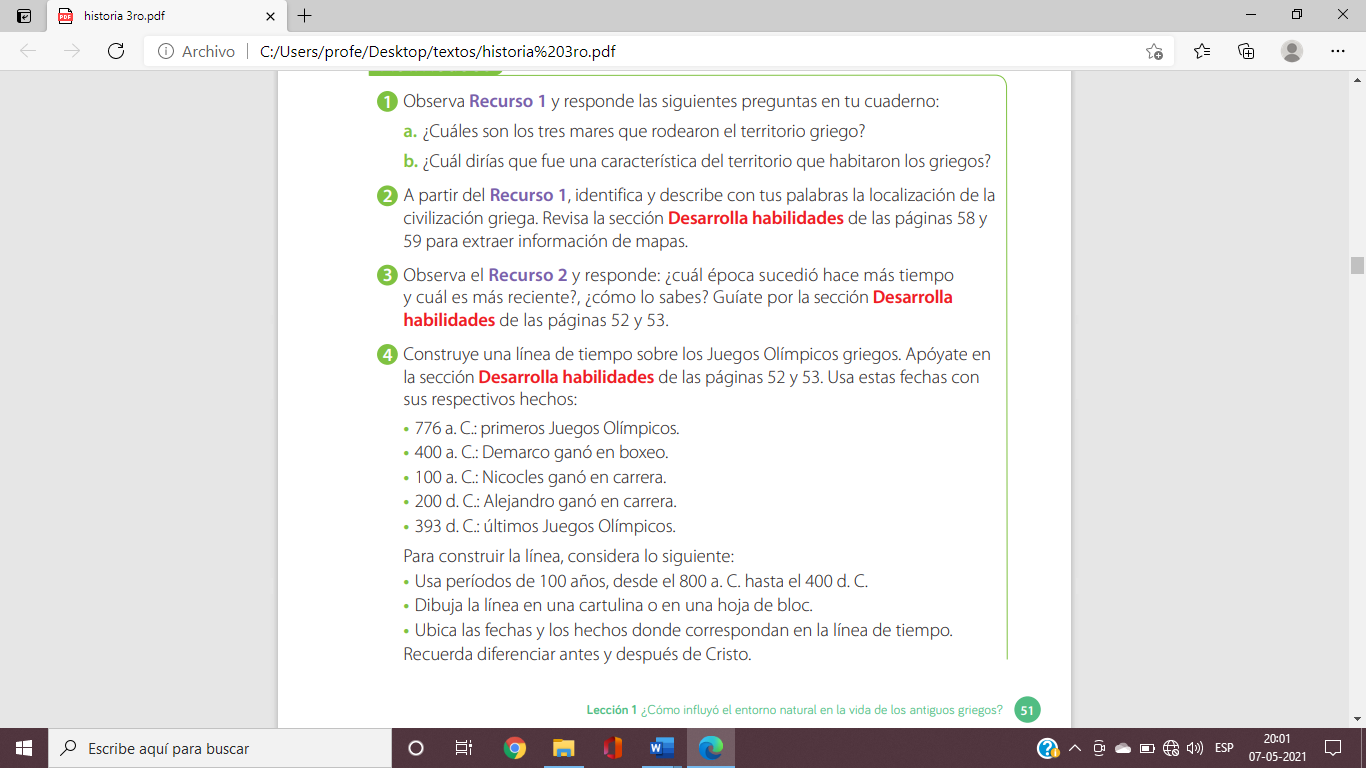 historia 3ro.pdf
Archivo
C:/Users/profe/Desktop/textos/historia%203ro.pdf
1 Observa Recurso 1 y responde las siguientes preguntas en tu cuaderno:
a. ¿Cuáles son los tres mares que rodearon el territorio griego?
b. ¿Cuál dirías que fue una característica del territorio que habitaron los griegos?
2 A partir del Recurso 1, identifica y describe con tus palabras la localización de la
civilización griega. Revisa la sección Desarrolla habilidades de las páginas 58 y
59 para extraer información de mapas.
3 Observa el Recurso 2 y responde: ¿cuál época sucedió hace más tiempo
y cuál es más reciente?, ¿cómo lo sabes? Guíate por la sección Desarrolla
habilidades de las páginas 52 y 53.
4 Construye una línea de tiempo sobre los Juegos Olímpicos griegos. Apóyate en
la sección Desarrolla habilidades de las páginas 52 y 53. Usa estas fechas con
sus respectivos hechos:
• 776 a. C.: primeros Juegos Olímpicos.
• 400 a. C.: Demarco ganó en boxeo.
• 100 a. C.: Nicocles ganó en carrera.
• 200 d. C.: Alejandro ganó en carrera.
• 393 d. C.: últimos Juegos Olímpicos.
Para construir la línea, considera lo siguiente:
• Usa períodos de 100 años, desde el 800 a. C. hasta el 400 d. C.
• Dibuja la línea en una cartulina o en una hoja de bloc.
• Ubica las fechas y los hechos donde correspondan en la línea de tiempo.
Recuerda diferenciar antes y después de Cristo.
Lección 1 ¿Cómo influyó el entorno natural en la vida de los antiguos griegos? 51
Escribe aquí para buscar
ESP
20:01
07-05-2021